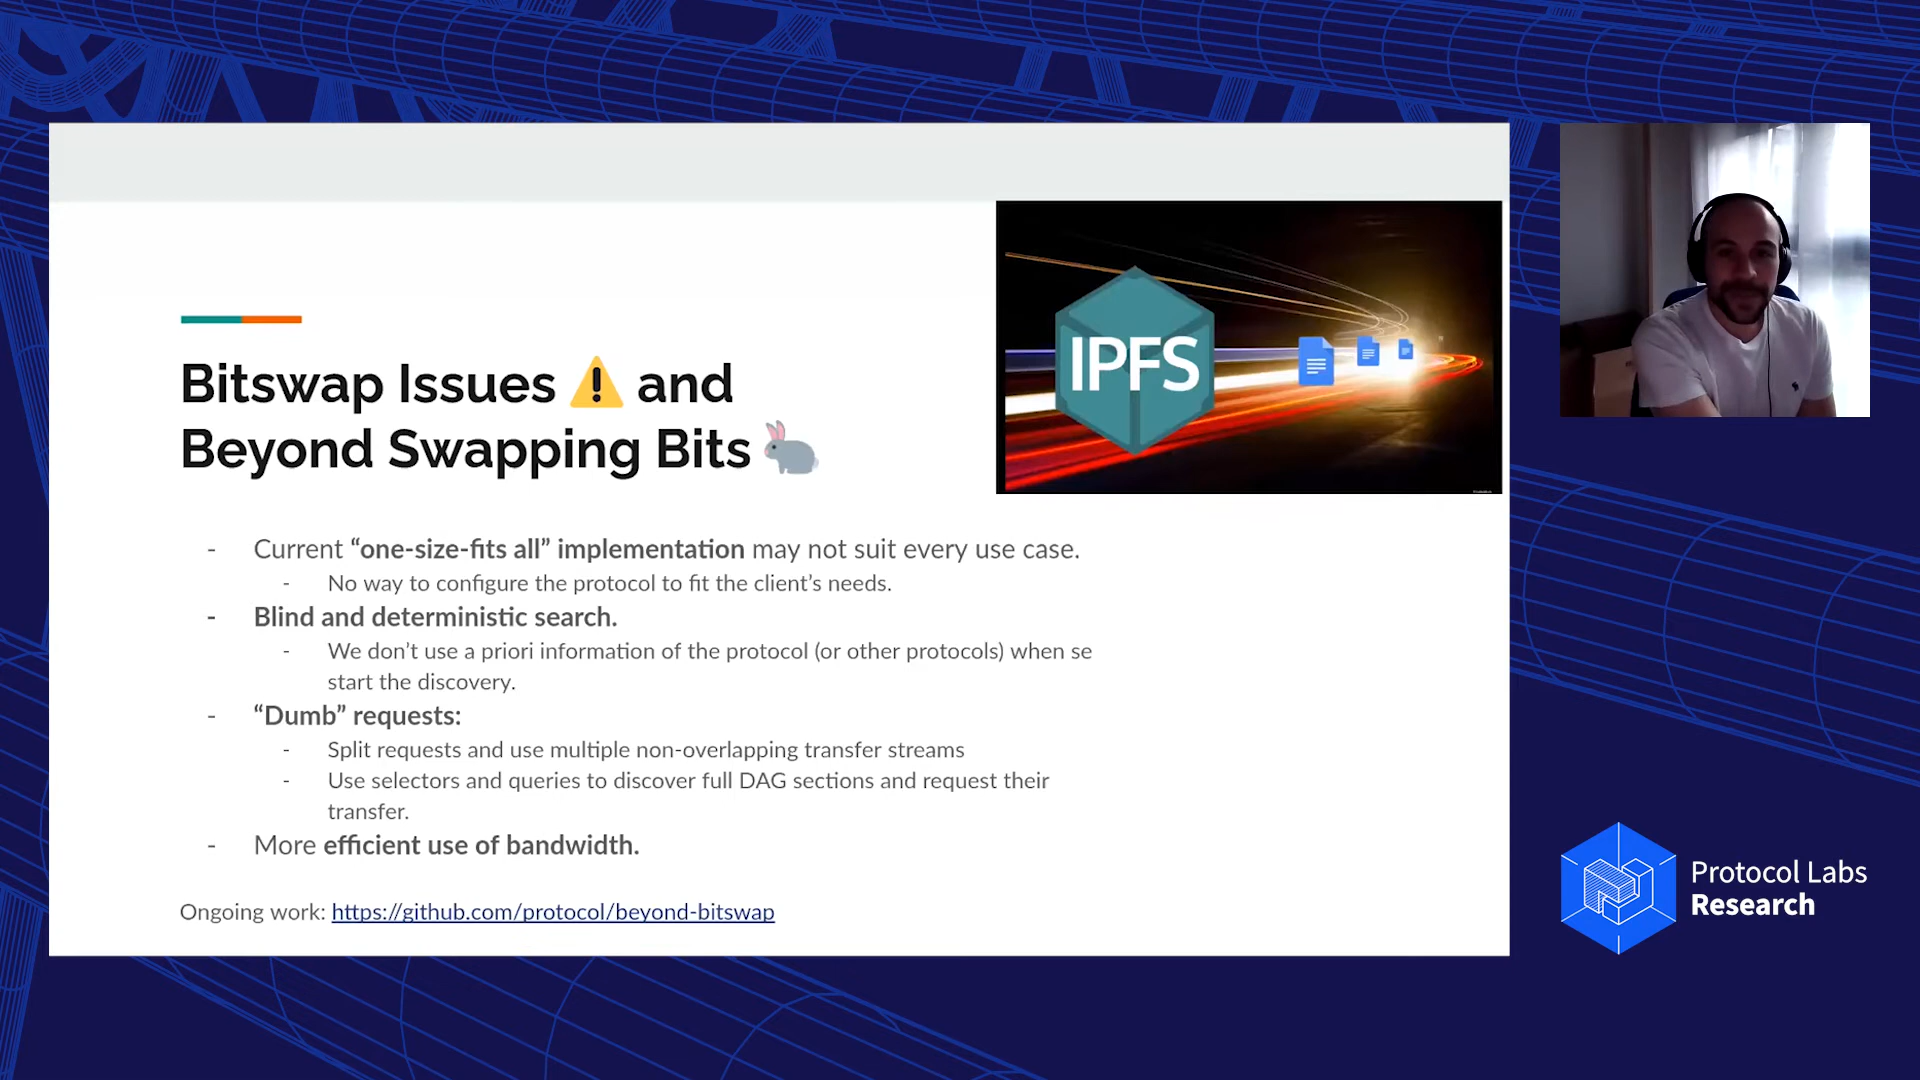 IPFS
Bitswap Issues ⚠ and
Beyond Swapping Bits 🐇
- Current “one-size-fits all” implementation may not suit every use case.
- No way to configure the protocol to fit the client’s needs.
- Blind and deterministic search.
- We don’t use a priori information of the protocol (or other protocols) when se
start the discovery.
- “Dumb” requests:
- Split requests and use multiple non-overlapping transfer streams
- Use selectors and queries to discover full DAG sections and request their
transfer.
- More efficient use of bandwidth.
Ongoing work: https://github.com/protocol/beyond-bitswap
Protocol Labs
Research